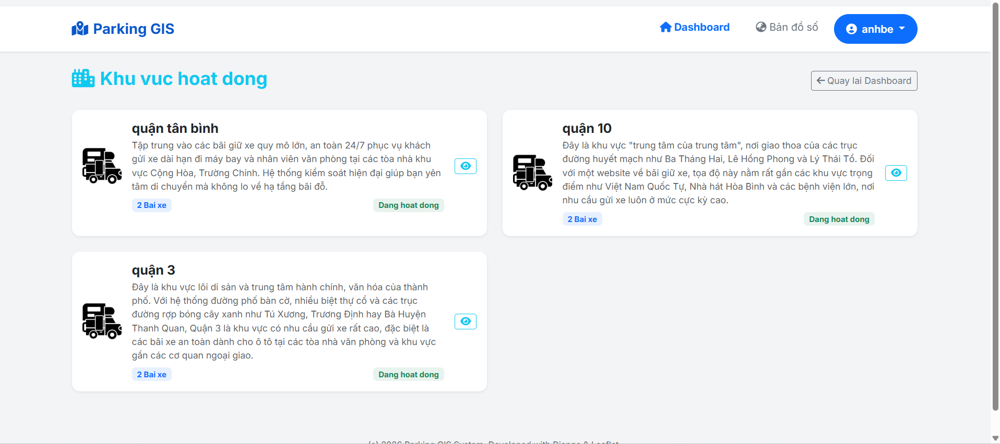 Parking GIS
Dashboard
Bản đồ số
anhbe
Khu vuc hoat dong
Quay lai Dashboard
quận tân bình
Tập trung vào các bãi giữ xe quy mô lớn, an toàn 24/7 phục vụ khách
gửi xe dài hạn đi máy bay và nhân viên văn phòng tại các tòa nhà khu
vực Cộng Hòa, Trường Chinh. Hệ thống kiểm soát hiện đại giúp bạn yên
tâm di chuyển mà không lo về hạ tầng bãi đỗ.
2 Bai xe
Dang hoat dong
quận 10
Đây là khu vực "trung tâm của trung tâm", nơi giao thoa của các trục
đường huyết mạch như Ba Tháng Hai, Lê Hồng Phong và Lý Thái Tổ. Đối
với một website về bãi giữ xe, tọa độ này nằm rất gần các khu vực trọng
điểm như Việt Nam Quốc Tự, Nhà hát Hòa Bình và các bệnh viện lớn, nơi
nhu cầu gửi xe luôn ở mức cực kỳ cao.
2 Bai xe
Dang hoat dong
quận 3
Đây là khu vực lõi di sản và trung tâm hành chính, văn hóa của thành
phố. Với hệ thống đường phố bàn cờ, nhiều biệt thự cổ và các trục
đường rợp bóng cây xanh như Tú Xương, Trương Định hay Bà Huyện
Thanh Quan, Quận 3 là khu vực có nhu cầu gửi xe rất cao, đặc biệt là
các bãi xe an toàn dành cho ô tô tại các tòa nhà văn phòng và khu vực
gần các cơ quan ngoại giao.
2 Bai xe
Dang hoat dong
(c) 2026 Parking GIS System. Developed with Django & Leaflet